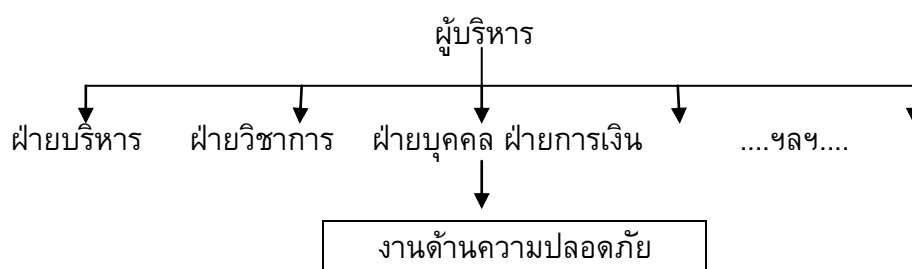 ผู้บริหาร
ฝ่ายบริหาร ฝ่ายวิชาการ ฝ่ายบุคคล ฝ่ายการเงิน ....ฯลฯ....
งานด้านความปลอดภัย